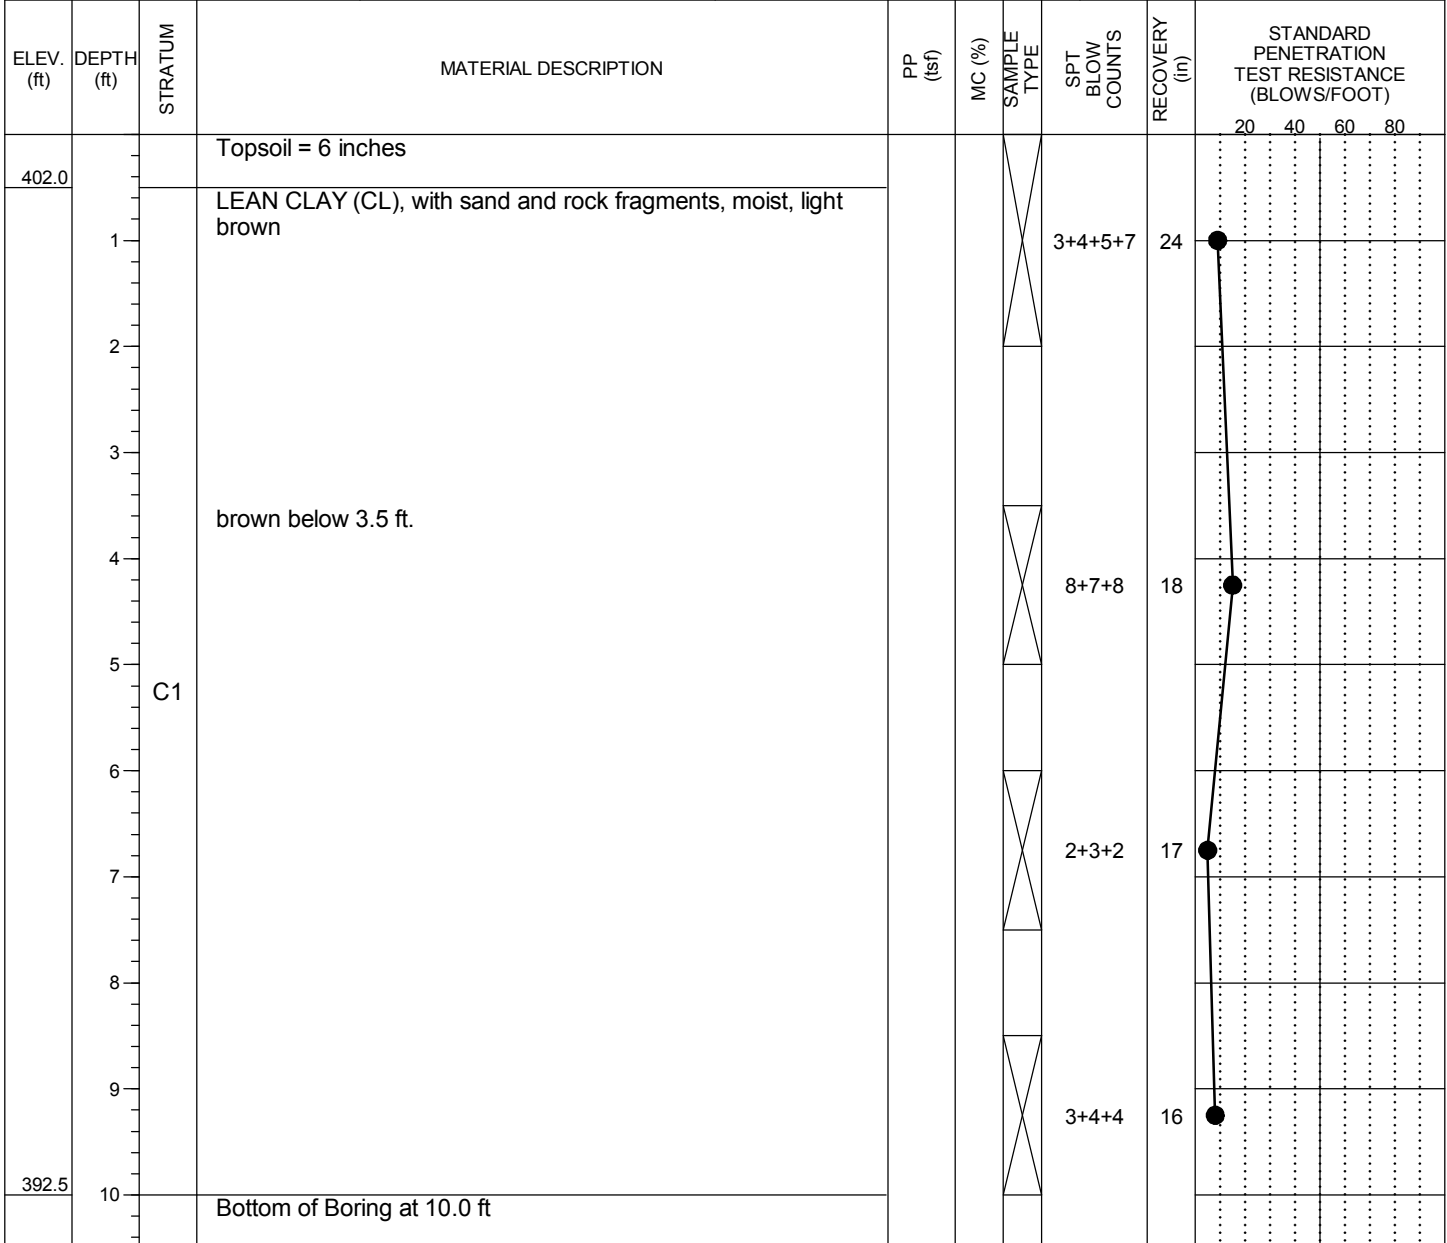 ELEV.
(ft)
DEPTH
(ft)
STRATUM
MATERIAL DESCRIPTION
PP
(tsf)
MC (%)
SAMPLE
TYPE
SPT
BLOW
COUNTS
RECOVERY
(in)
STANDARD
PENETRATION
TEST RESISTANCE
(BLOWS/FOOT)
20 40 60 80
Topsoil = 6 inches
402.0
LEAN CLAY (CL), with sand and rock fragments, moist, light
brown
1 3+4+5+7 24
2
3
brown below 3.5 ft.
4
8+7+8 18
5
C1
6
2+3+2 17
7
8
9
3+4+4 16
392.5
10
Bottom of Boring at 10.0 ft